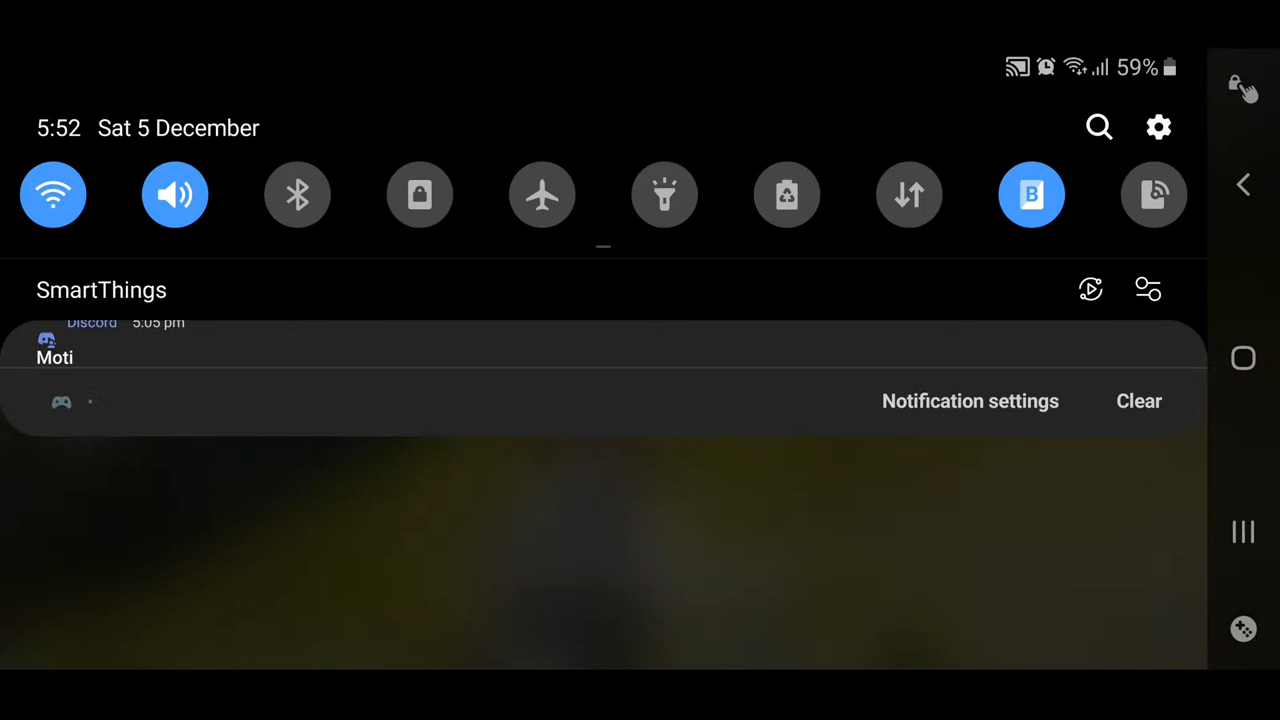 59%
5:52 Sat 5 December
B
SmartThings
Discord 5:05 pm
Moti
Notification settings Clear